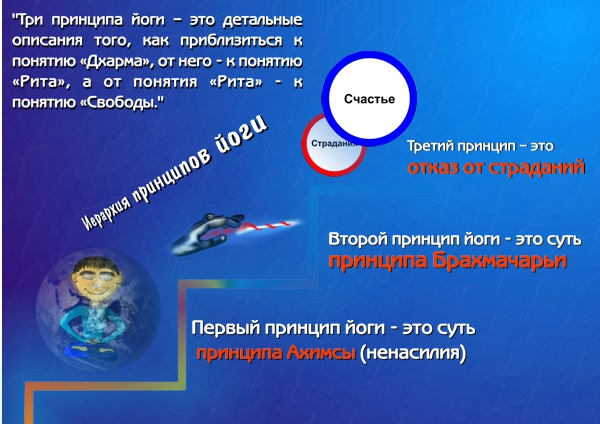 "Три принципа йоги – это детальные
описания того, как приблизиться к
понятию «Дхарма», от него - к понятию
«Рита», а от понятия «Рита» - к
понятию «Свободы."
Счастье
Страдания
Третий принцип – это
отказ от страданий
Иерархия принципов йоги
Второй принцип йоги - это суть
принципа Брахмачарьи
Первый принцип йоги - это суть
принципа Ахимсы (ненасилия)